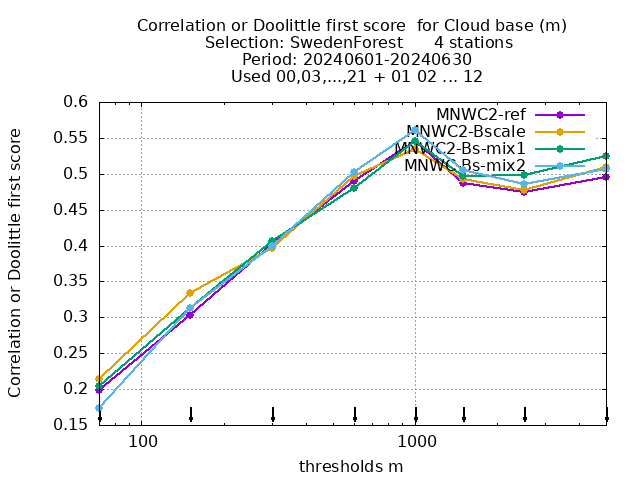 Correlation or Doolittle first score  for Cloud base (m)
Selection: SwedenForest      4 stations
Period: 20240601-20240630
Used 00,03,...,21 + 01 02 ... 12
Correlation or Doolittle first score
0.6
0.55
0.5
0.45
0.4
0.35
0.3
0.25
0.2
0.15
MNWC2-ref
MNWC2-Bscale
MNWC2-Bs-mix1
MNWC2-Bs-mix2
100
1000
thresholds m